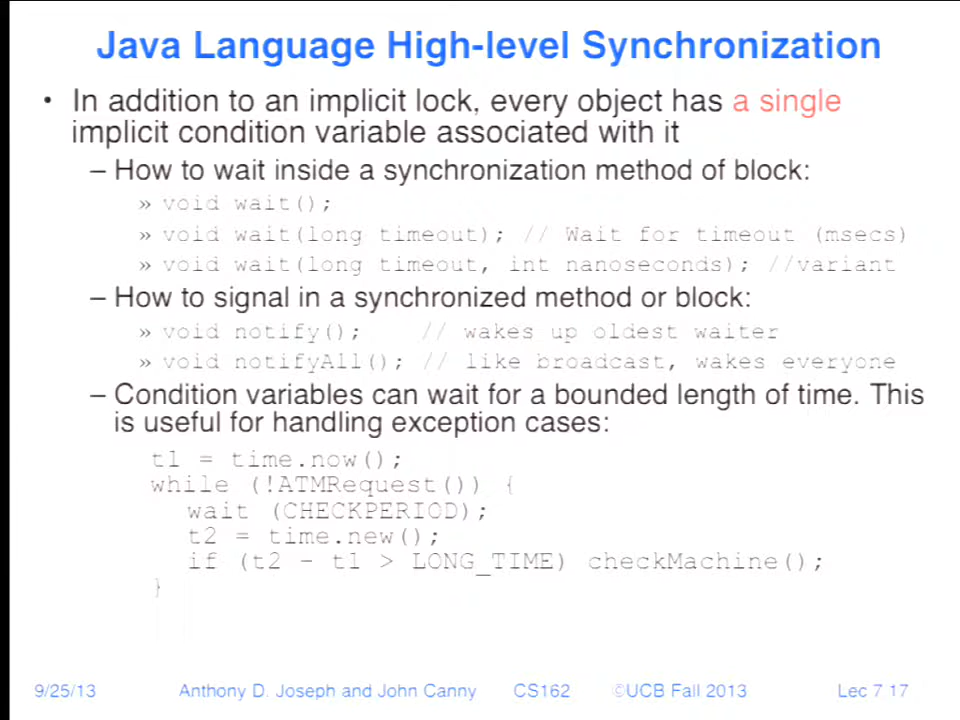 Java Language High-level Synchronization
• In addition to an implicit lock, every object has a single
implicit condition variable associated with it
– How to wait inside a synchronization method of block:
» void wait();
» void wait(long timeout); // Wait for timeout (msecs)
» void wait(long timeout, int nanoseconds); //variant
– How to signal in a synchronized method or block:
» void notify(); // wakes up oldest waiter
» void notifyAll(); // like broadcast, wakes everyone
– Condition variables can wait for a bounded length of time. This
is useful for handling exception cases:
t1 = time.now();
while (!ATMRequest()) {
wait (CHECKPERIOD);
t2 = time.new();
if (t2 - t1 > LONG_TIME) checkMachine();
}
9/25/13 Anthony D. Joseph and John Canny CS162 ©UCB Fall 2013 Lec 7 17